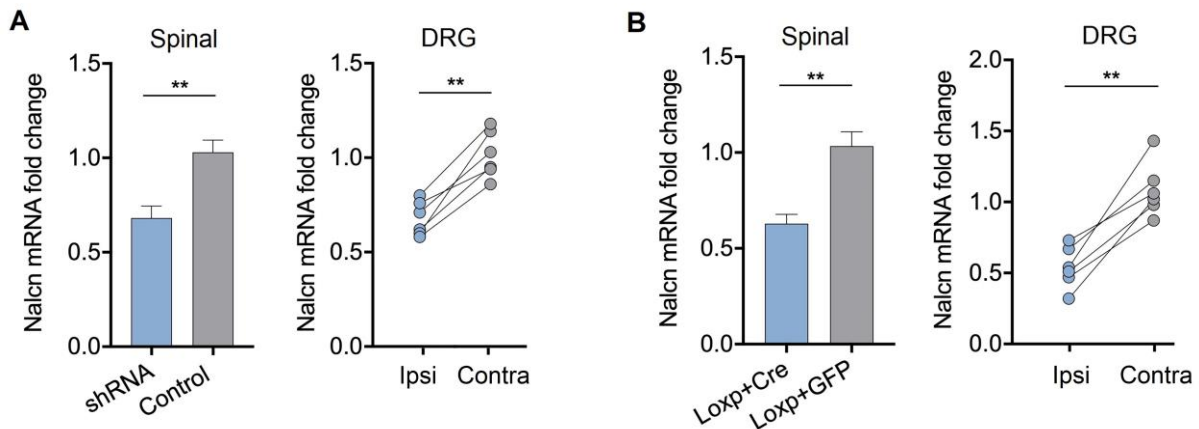 A
Spinal
Nalcn mRNA fold change
1.5
1.0
0.5
0.0
**
shRNA
Control
DRG
Nalcn mRNA fold change
1.5
1.0
0.5
0.0
**
Ipsi
Contra
B
Spinal
Nalcn mRNA fold change
1.5
1.0
0.5
0.0
**
Loxp+Cre
Loxp+GFP
DRG
Nalcn mRNA fold change
2.0
1.5
1.0
0.5
0.0
**
Ipsi
Contra